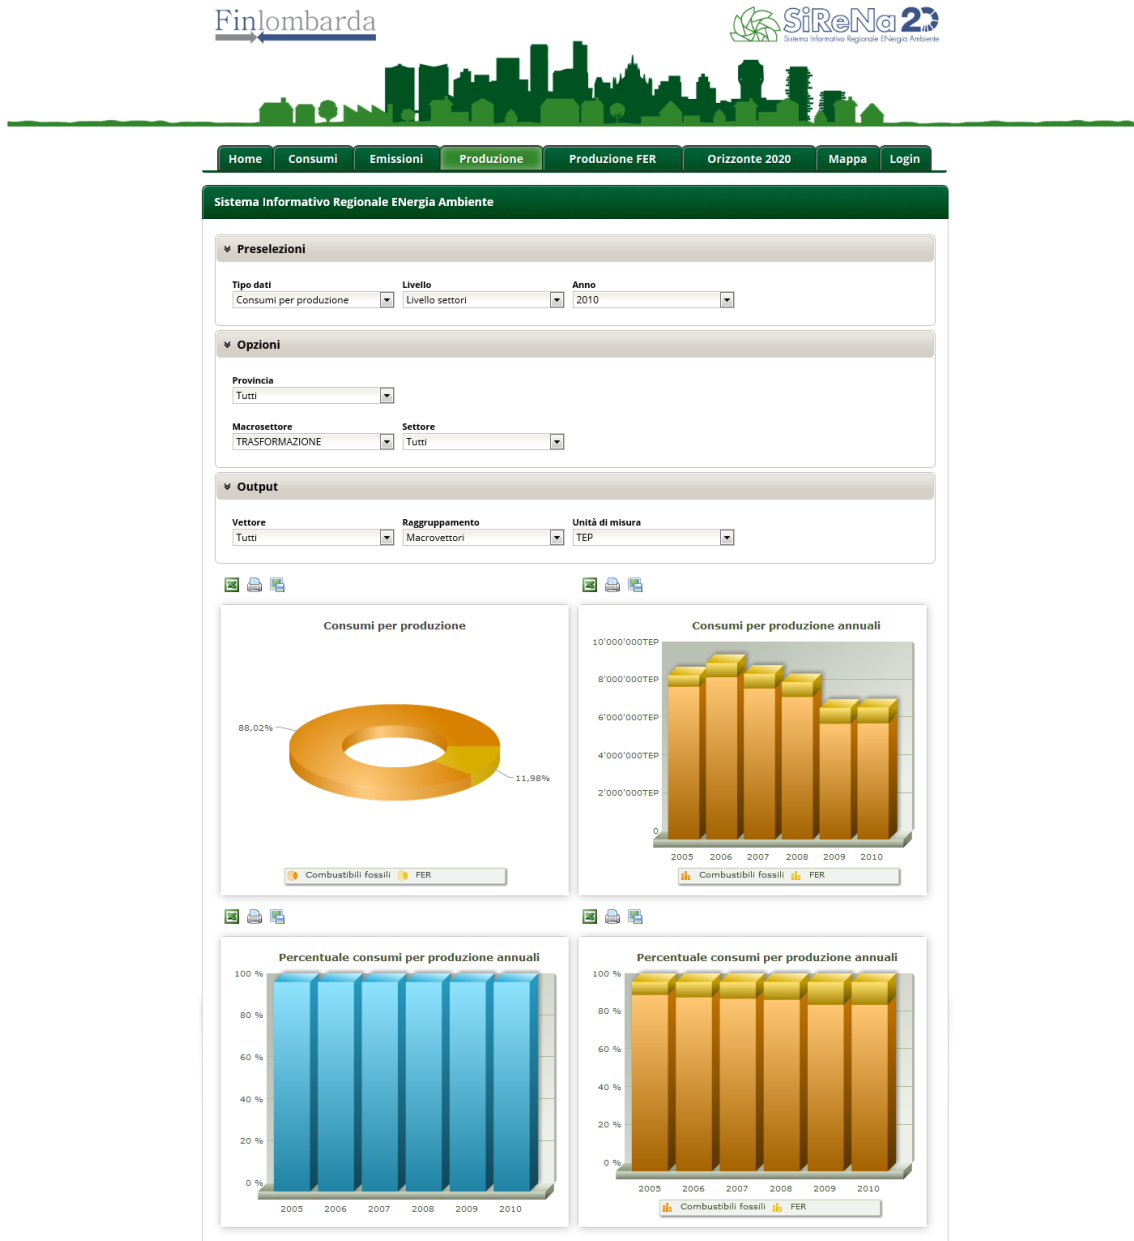 Finlombarda
SiReNa 20
Sistema Informativo Regionale ENergia Ambiente
Home Consumi Emissioni Produzione Produzione FER Orizzonte 2020 Mappa Login
Sistema Informativo Regionale ENergia Ambiente
Preselezioni
Tipo dati Livello Anno
Consumi per produzione Livello settori 2010
Opzioni
Provincia
Tutti
Macrosettore Settore
TRASFORMAZIONE Tutti
Output
Vettore Raggruppamento Unità di misura
Tutti Macrovettori TEP
Consumi per produzione
88,02%
11,98%
Combustibili fossili FER
Consumi per produzione annuali
10'000'000TEP
8'000'000TEP
6'000'000TEP
4'000'000TEP
2'000'000TEP
0
2005 2006 2007 2008 2009 2010
Combustibili fossili FER
Percentuale consumi per produzione annuali
100 %
80 %
60 %
40 %
20 %
0 %
2005 2006 2007 2008 2009 2010
Percentuale consumi per produzione annuali
100 %
80 %
60 %
40 %
20 %
0 %
2005 2006 2007 2008 2009 2010
Combustibili fossili FER